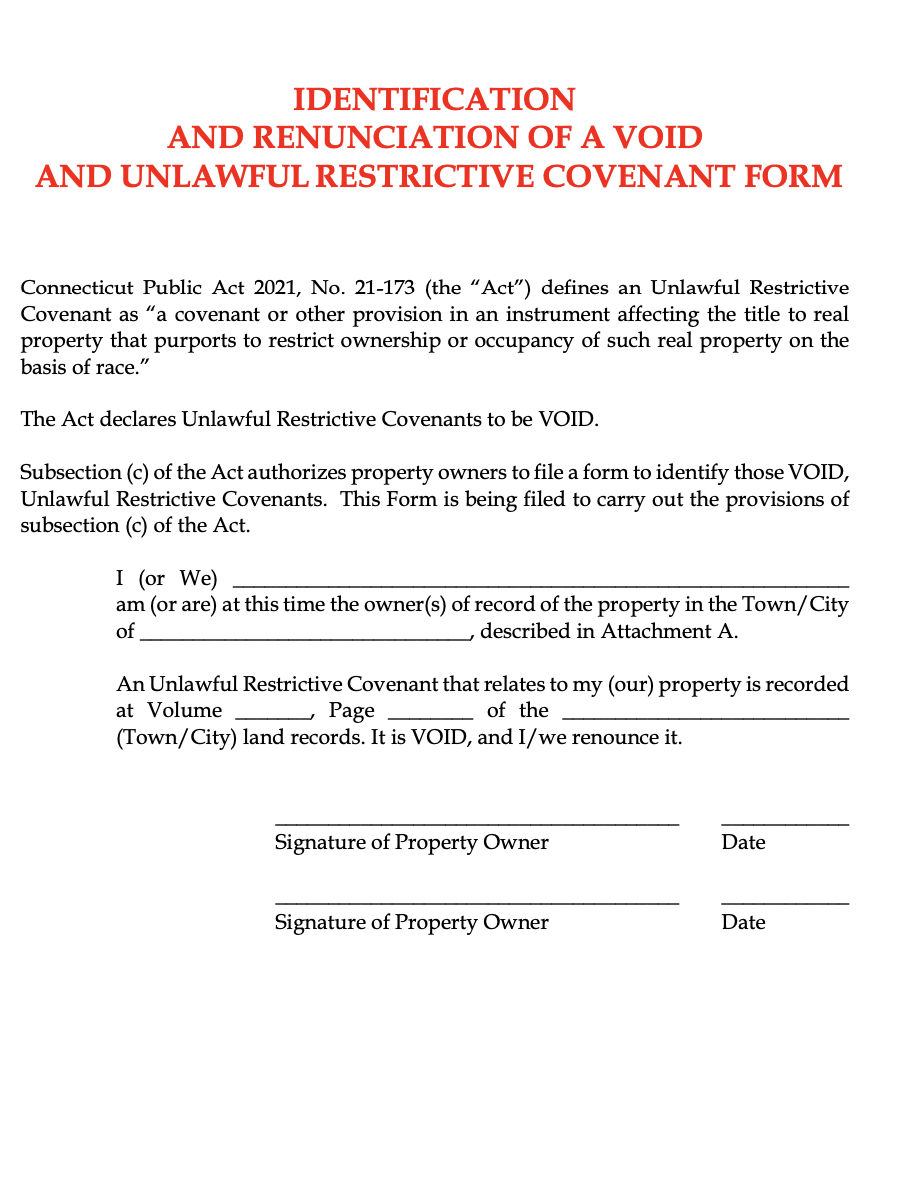 IDENTIFICATION
AND RENUNCIATION OF A VOID
AND UNLAWFUL RESTRICTIVE COVENANT FORM
Connecticut Public Act 2021, No. 21-173 (the “Act”) defines an Unlawful Restrictive
Covenant as “a covenant or other provision in an instrument affecting the title to real
property that purports to restrict ownership or occupancy of such real property on the
basis of race.”
The Act declares Unlawful Restrictive Covenants to be VOID.
Subsection (c) of the Act authorizes property owners to file a form to identify those VOID,
Unlawful Restrictive Covenants.  This Form is being filed to carry out the provisions of
subsection (c) of the Act.
I (or We) __________________________________________________________
am (or are) at this time the owner(s) of record of the property in the Town/City
of _______________________________, described in Attachment A.
An Unlawful Restrictive Covenant that relates to my (our) property is recorded
at Volume _______, Page ________ of the ___________________________
(Town/City) land records. It is VOID, and I/we renounce it.
______________________________________ ____________
Signature of Property Owner Date
______________________________________ ____________
Signature of Property Owner Date